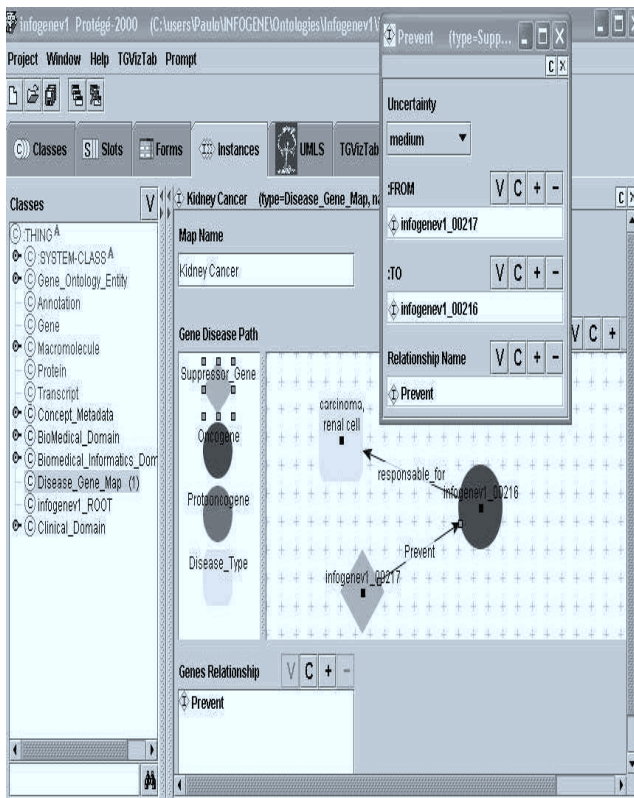 infogenev1 Protégé-2000 (C:\users\Paulo\INFOGENE\Ontologies\Infogenev1\
Project Window Help TGVizTab Prompt
Classes
Slots
Forms
Instances
UMLS
TGVizTab
Classes
V
:THING A
:SYSTEM-CLASS A
Gene_Ontology_Entity
Annotation
Gene
Macromolecule
Protein
Transcript
Concept_Metadata
BioMedical_Domain
Biomedical_Informatics_Dom
Disease_Gene_Map (1)
infogenev1_ROOT
Clinical_Domain
Kidney Cancer (type=Disease_Gene_Map, na
C x
Map Name
Kidney Cancer
Gene Disease Path
V C +
Suppressor_Gene
Oncogene
Protooncogene
Disease_Type
carcinoma,
renal cell
responsable_for
infogenev1_00216
Prevent
infogenev1_00217
Genes Relationship V C + -
Prevent
Prevent (type=Supp...
C x
Uncertainty
medium
:FROM V C + -
infogenev1_00217
:TO V C + -
infogenev1_00216
Relationship Name V C + -
Prevent